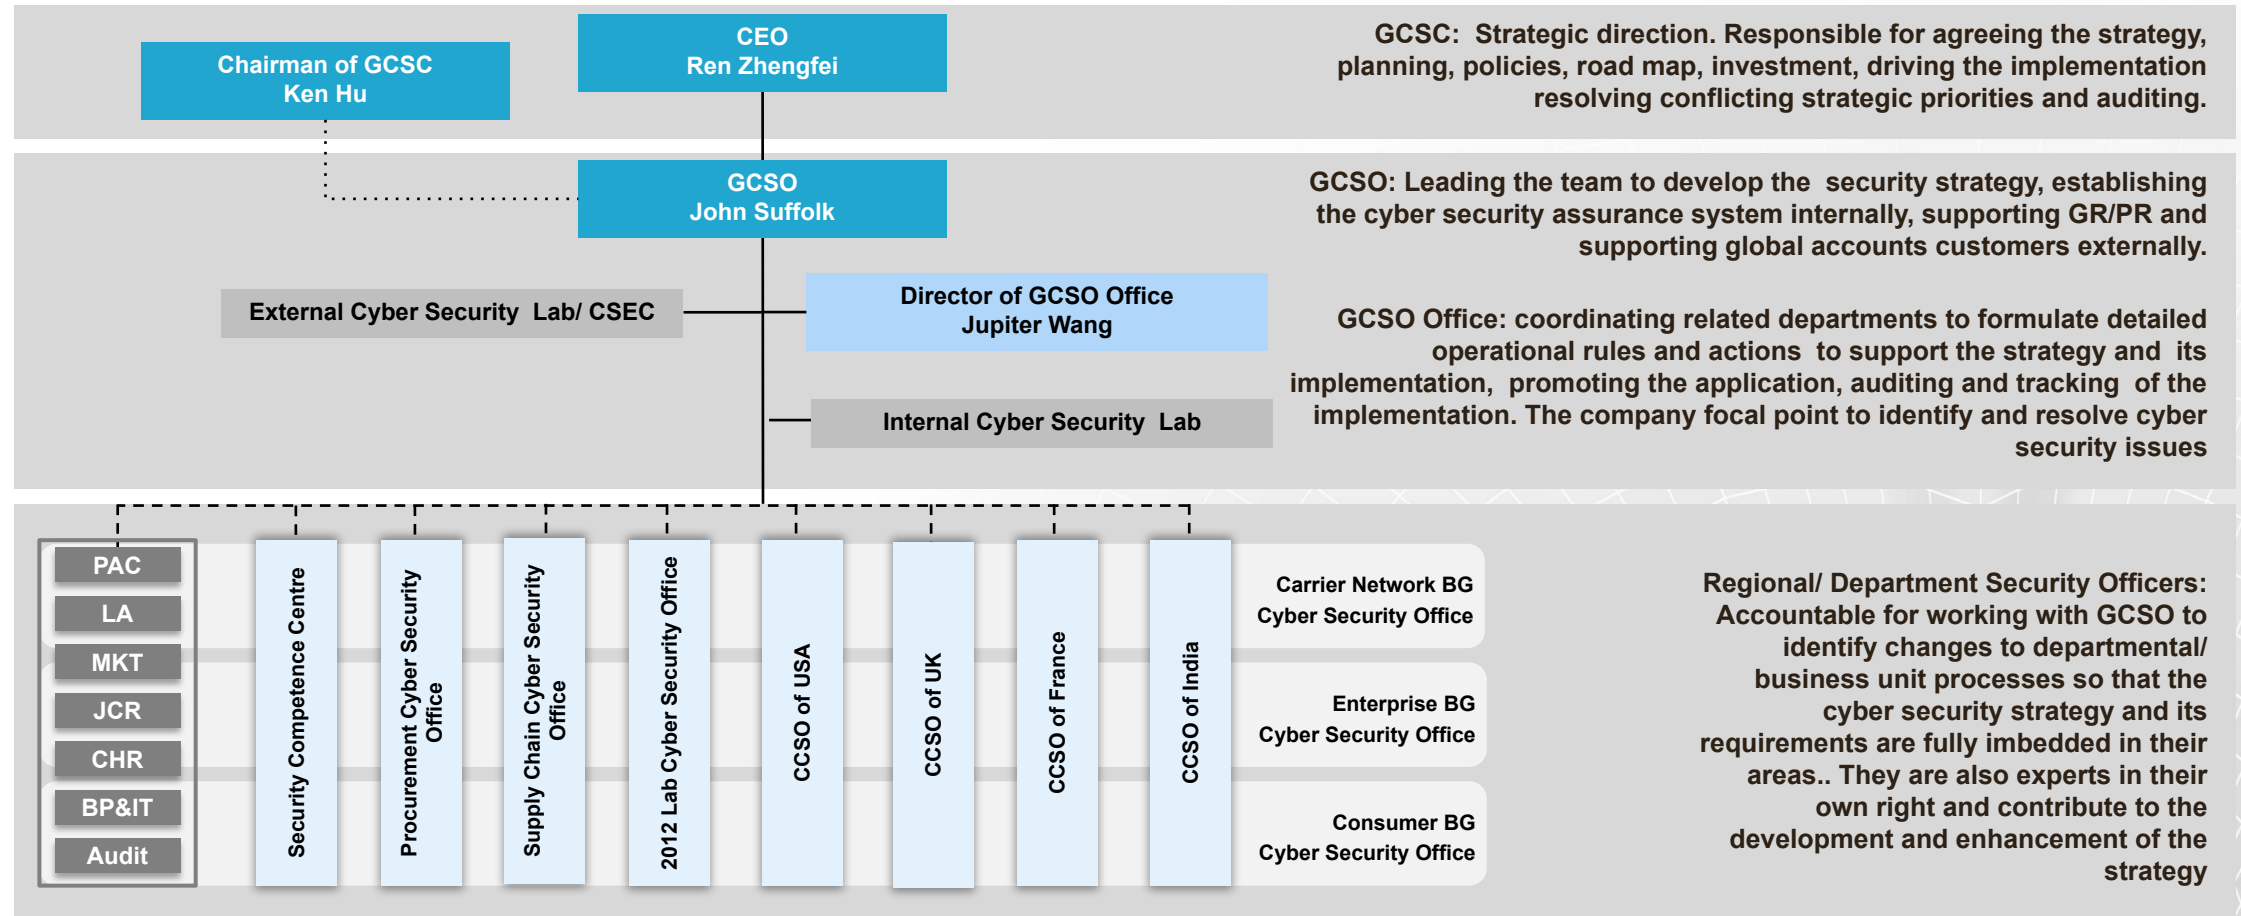 CEO
Ren Zhengfei
Chairman of GCSC
Ken Hu
GCSC:  Strategic direction. Responsible for agreeing the strategy,
planning, policies, road map, investment, driving the implementation
resolving conflicting strategic priorities and auditing.
GCSO
John Suffolk
GCSO: Leading the team to develop the  security strategy, establishing
the cyber security assurance system internally, supporting GR/PR and
supporting global accounts customers externally.
External Cyber Security  Lab/ CSEC
Director of GCSO Office
Jupiter Wang
Internal Cyber Security  Lab
GCSO Office: coordinating related departments to formulate detailed
operational rules and actions  to support the strategy and  its
implementation,  promoting the application, auditing and tracking  of the
implementation. The company focal point to identify and resolve cyber
security issues
PAC
LA
MKT
JCR
CHR
BP&IT
Audit
Security Competence Centre
Procurement Cyber Security
Office
Supply Chain Cyber Security
Office
2012 Lab Cyber Security Office
CCSO of USA
CCSO of UK
CCSO of France
CCSO of India
Carrier Network BG
Cyber Security Office
Enterprise BG
Cyber Security Office
Consumer BG
Cyber Security Office
Regional/ Department Security Officers:
Accountable for working with GCSO to
identify changes to departmental/
business unit processes so that the
cyber security strategy and its
requirements are fully imbedded in their
areas.. They are also experts in their
own right and contribute to the
development and enhancement of the
strategy